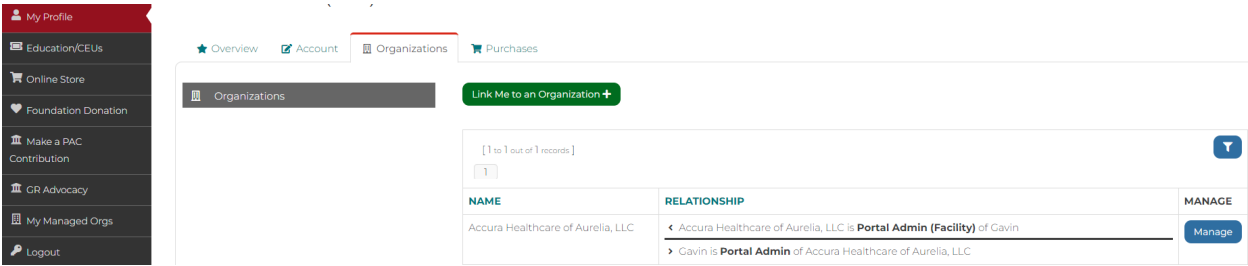 My Profile
Education/CEUs
Online Store
Foundation Donation
Make a PAC
Contribution
GR Advocacy
My Managed Orgs
Logout
Overview
Account
Organizations
Purchases
Organizations
Link Me to an Organization +
[ 1 to 1 out of 1 records ]
1
NAME
RELATIONSHIP
MANAGE
Accura Healthcare of Aurelia, LLC
Accura Healthcare of Aurelia, LLC is Portal Admin (Facility) of Gavin
Gavin is Portal Admin of Accura Healthcare of Aurelia, LLC
Manage